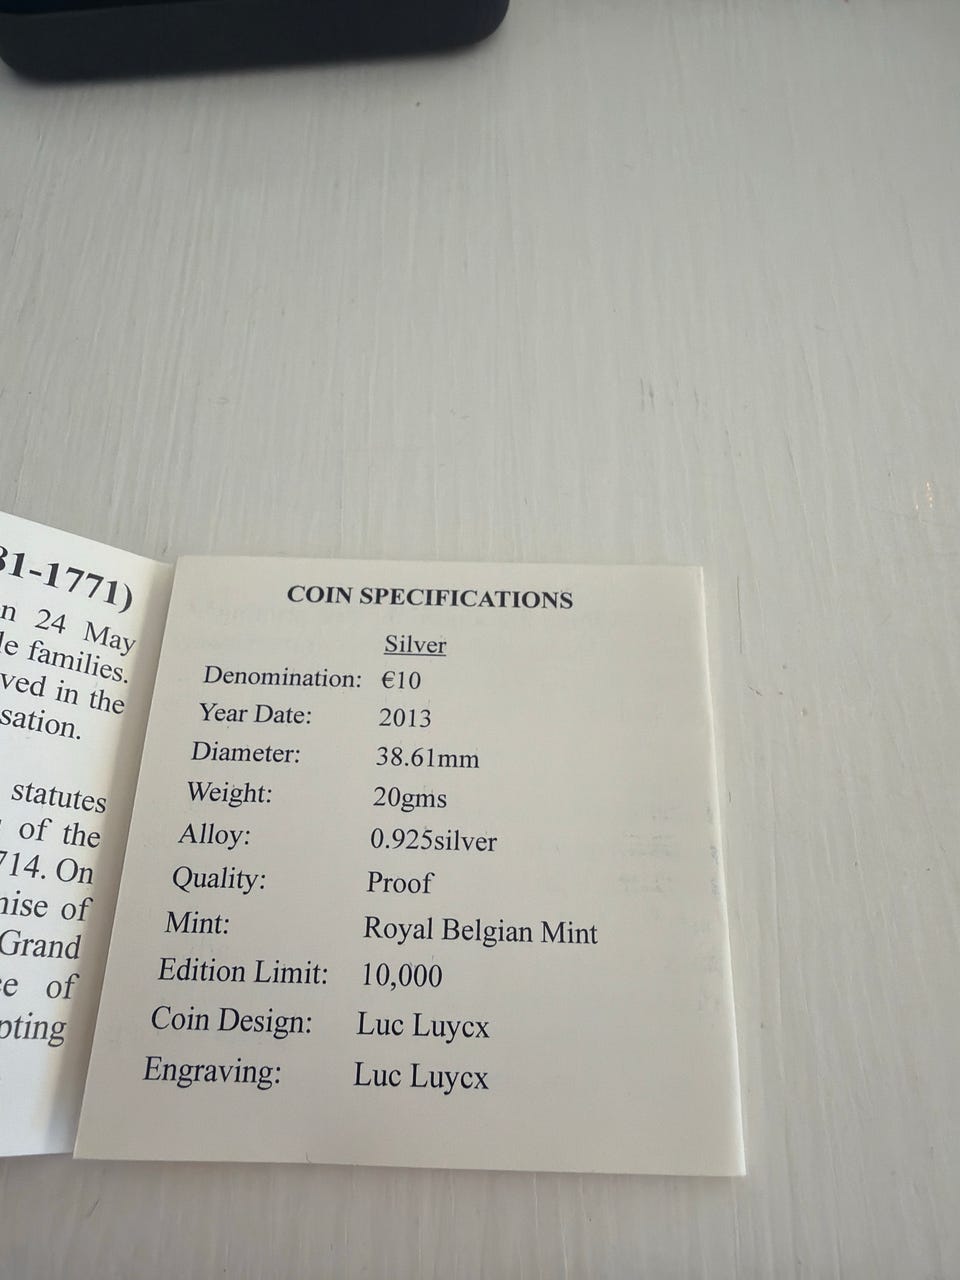 31-1771)
n 24 May
le families.
ved in the
sation.
statutes
of the
714. On
nise of
Grand
e of
pting
COIN SPECIFICATIONS
Silver
Denomination: €10
Year Date: 2013
Diameter: 38.61mm
Weight: 20gms
Alloy: 0.925silver
Quality: Proof
Mint: Royal Belgian Mint
Edition Limit: 10,000
Coin Design: Luc Luycx
Engraving: Luc Luycx